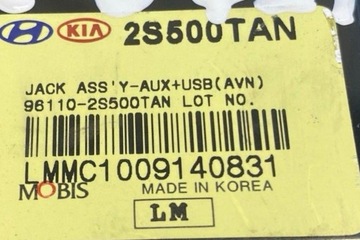 KIA 2S500TAN
JACK ASS'Y-AUX+USB(AVN)
96110-2S500TAN LOT NO.
LMMC1009140831
MOBIS MADE IN KOREA
LM